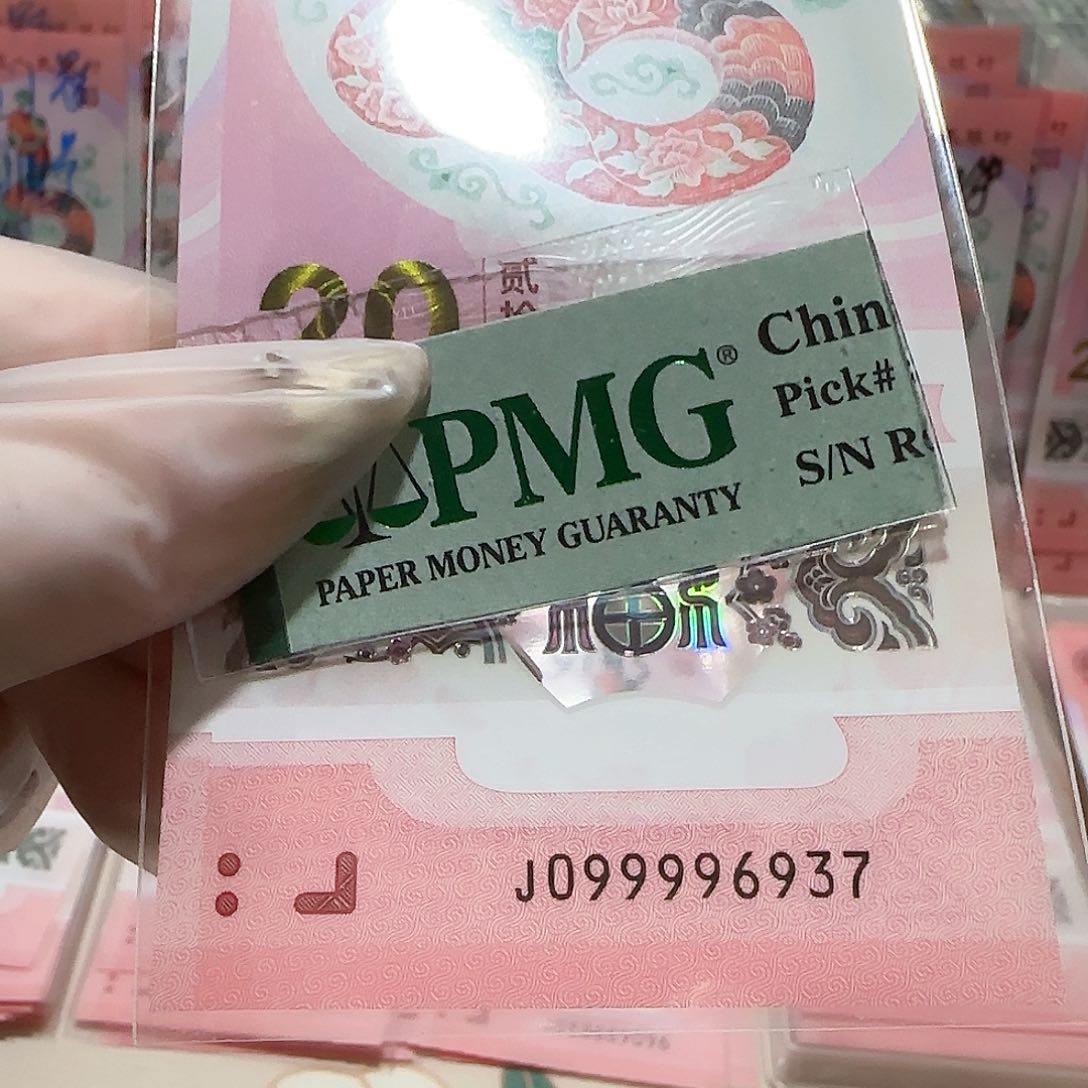 20
贰拾
PMG®
PAPER MONEY GUARANTY
Chin
Pick#
S/N R
J099996937